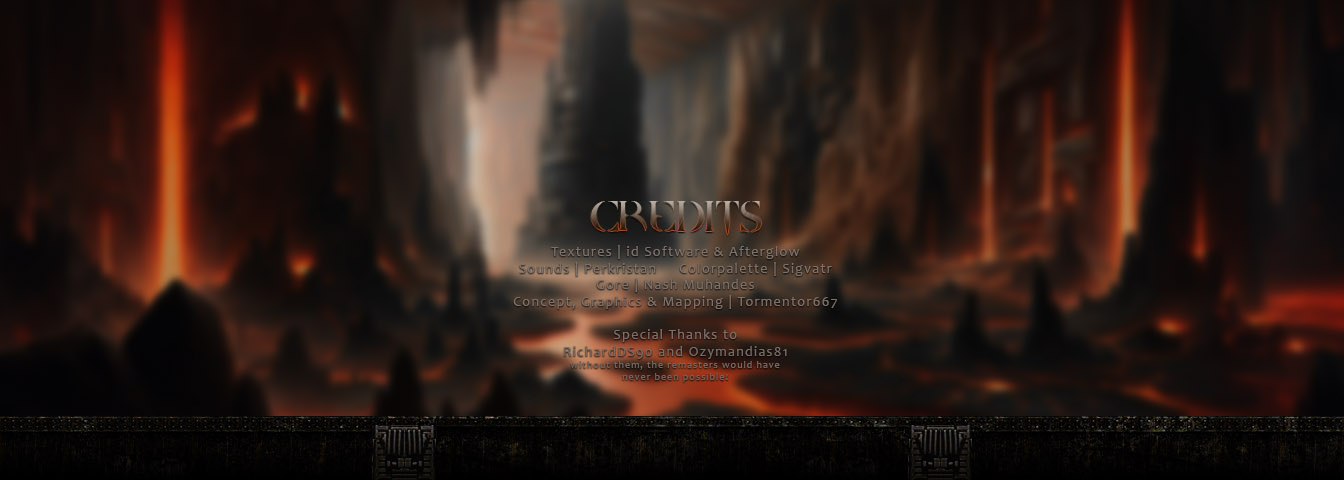 CREDITS
Textures | id Software & Afterglow
Sounds | Perkristan Colorpalette | Sigvatr
Gore | Nash Muhandes
Concept, Graphics & Mapping | Tormentor667
Special Thanks to
RichardDS90 and Ozymandias81
without them, the remasters would have
never been possible.